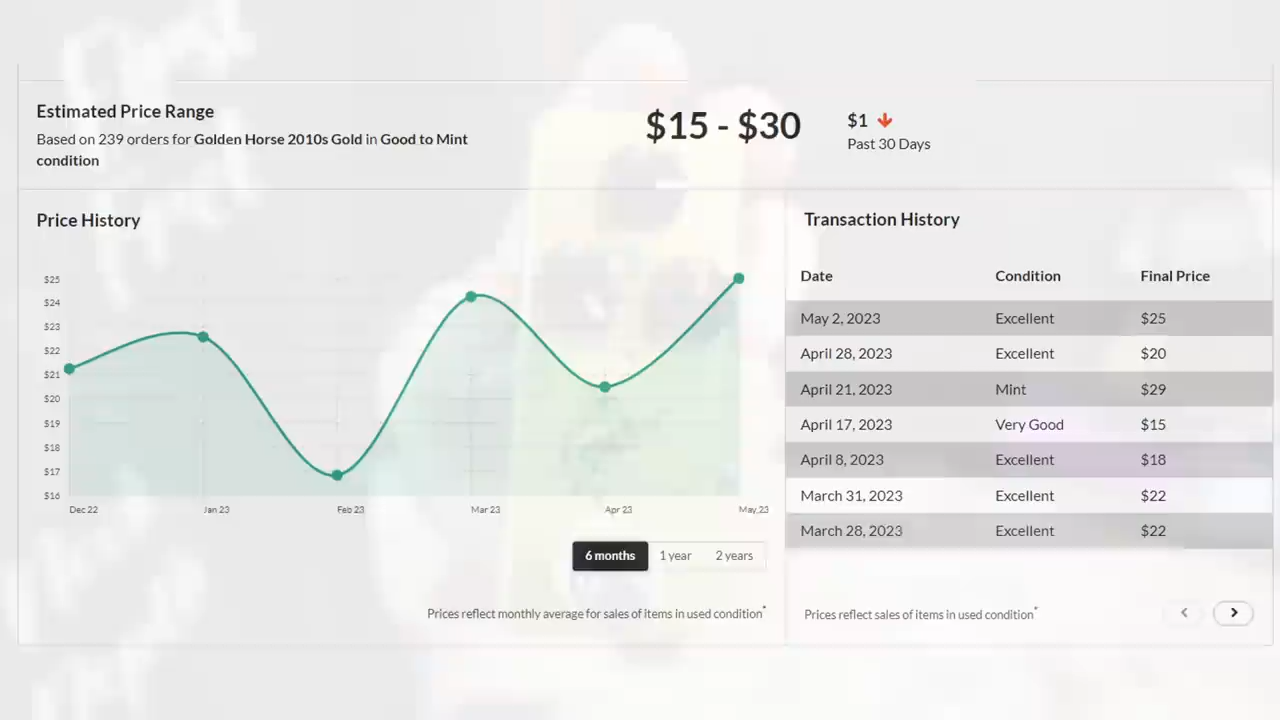 Estimated Price Range
Based on 239 orders for Golden Horse 2010s Gold in Good to Mint
condition
$15 - $30
$1
Past 30 Days
Price History
$25
$24
$23
$22
$21
$20
$19
$18
$17
$16
Dec 22 Jan 23 Feb 23 Mar 23 Apr 23 May 23
6 months 1 year 2 years
Prices reflect monthly average for sales of items in used condition*
Transaction History
Date Condition Final Price
May 2, 2023 Excellent $25
April 28, 2023 Excellent $20
April 21, 2023 Mint $29
April 17, 2023 Very Good $15
April 8, 2023 Excellent $18
March 31, 2023 Excellent $22
March 28, 2023 Excellent $22
Prices reflect sales of items in used condition*